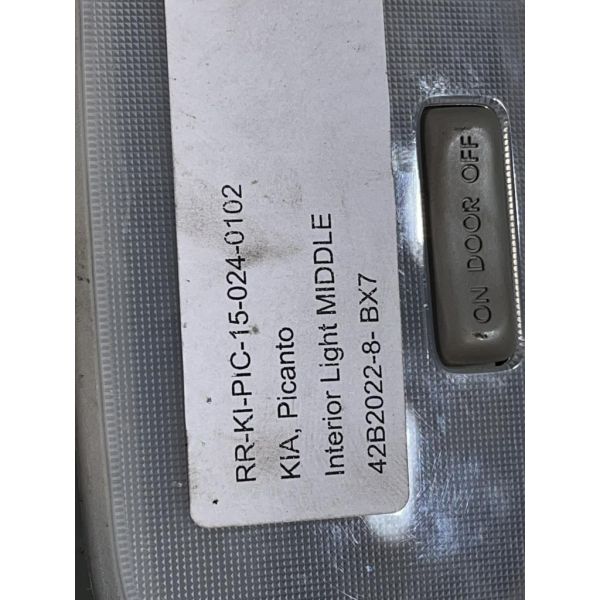 RR-KI-PIC-15-024-0102
KIA, Picanto
Interior Light MIDDLE
42B2022-8- BX7
ON DOOR OFF